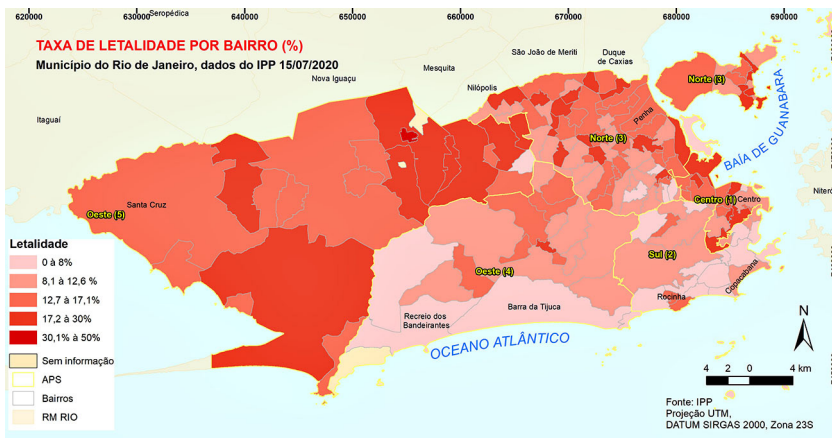 620000 630000 640000 650000 660000 670000 680000 690000
Seropédica
TAXA DE LETALIDADE POR BAIRRO (%)
Município do Rio de Janeiro, dados do IPP 15/07/2020
São João de Meriti
Duque
de Caxias
Mesquita
Nova Iguaçu
Nilópolis
Norte (3)
Itaguaí
Penha
Norte (3)
BAÍA DE GUANABARA
Niteró
Centro (1)
Centro
Santa Cruz
Oeste (5)
Letalidade
0 à 8%
8,1 à 12,6 %
12,7 à 17,1%
17,2 à 30%
30,1% à 50%
Sem informação
APS
Bairros
RM RIO
Sul (2)
Oeste (4)
Copacabana
Rocinha
Barra da Tijuca
Recreio dos
Bandeirantes
OCEANO ATLÂNTICO
N
4 2 0 4 km
Fonte: IPP
Projeção UTM,
DATUM SIRGAS 2000, Zona 23S